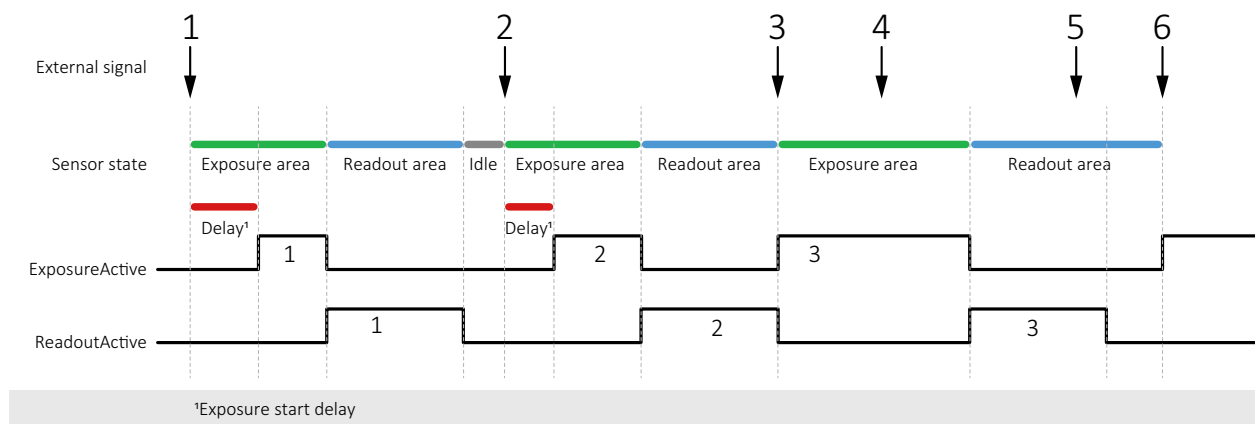 1 2 3 4 5 6
External signal
Sensor state
Exposure area Readout area Idle Exposure area Readout area Exposure area Readout area
Delay¹ Delay¹
ExposureActive 1 2 3
ReadoutActive 1 2 3
¹Exposure start delay